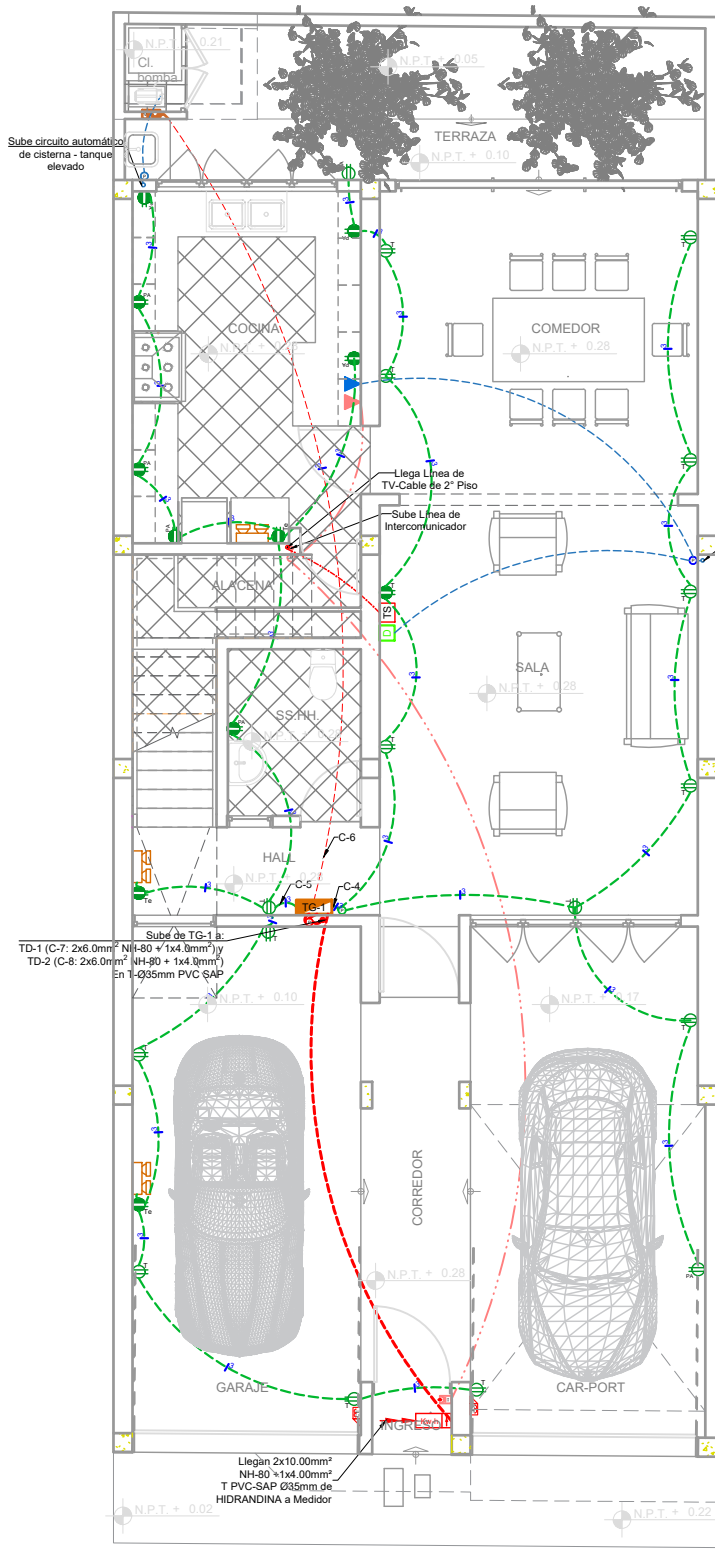 N.P.T. + 0.21
Cl.
bomba
N.P.T. + 0.05
TERRAZA
N.P.T. + 0.10
Sube circuito automático
de cisterna - tanque
elevado
COCINA
COMEDOR
N.P.T. + 0.28
Llega Línea de
TV-Cable de 2° Piso
Sube Línea de
Intercomunicador
ALACENA
TS
D
SALA
N.P.T. + 0.28
SS.HH.
C-6
HALL
C-5
C-4
TG-1
Sube de TG-1 a:
TD-1 (C-7: 2x6.0mm² NH-80 + 1x4.0mm²) y
TD-2 (C-8: 2x6.0mm² NH-80 + 1x4.0mm²)
En T-Ø35mm PVC SAP
N.P.T. + 0.10
N.P.T. + 0.17
CORREDOR
N.P.T. + 0.28
GARAJE
CAR-PORT
INGRESO
Llegan 2x10.00mm²
NH-80 +1x4.00mm²
T PVC-SAP Ø35mm de
HIDRANDINA a Medidor
N.P.T. + 0.02
N.P.T. + 0.22